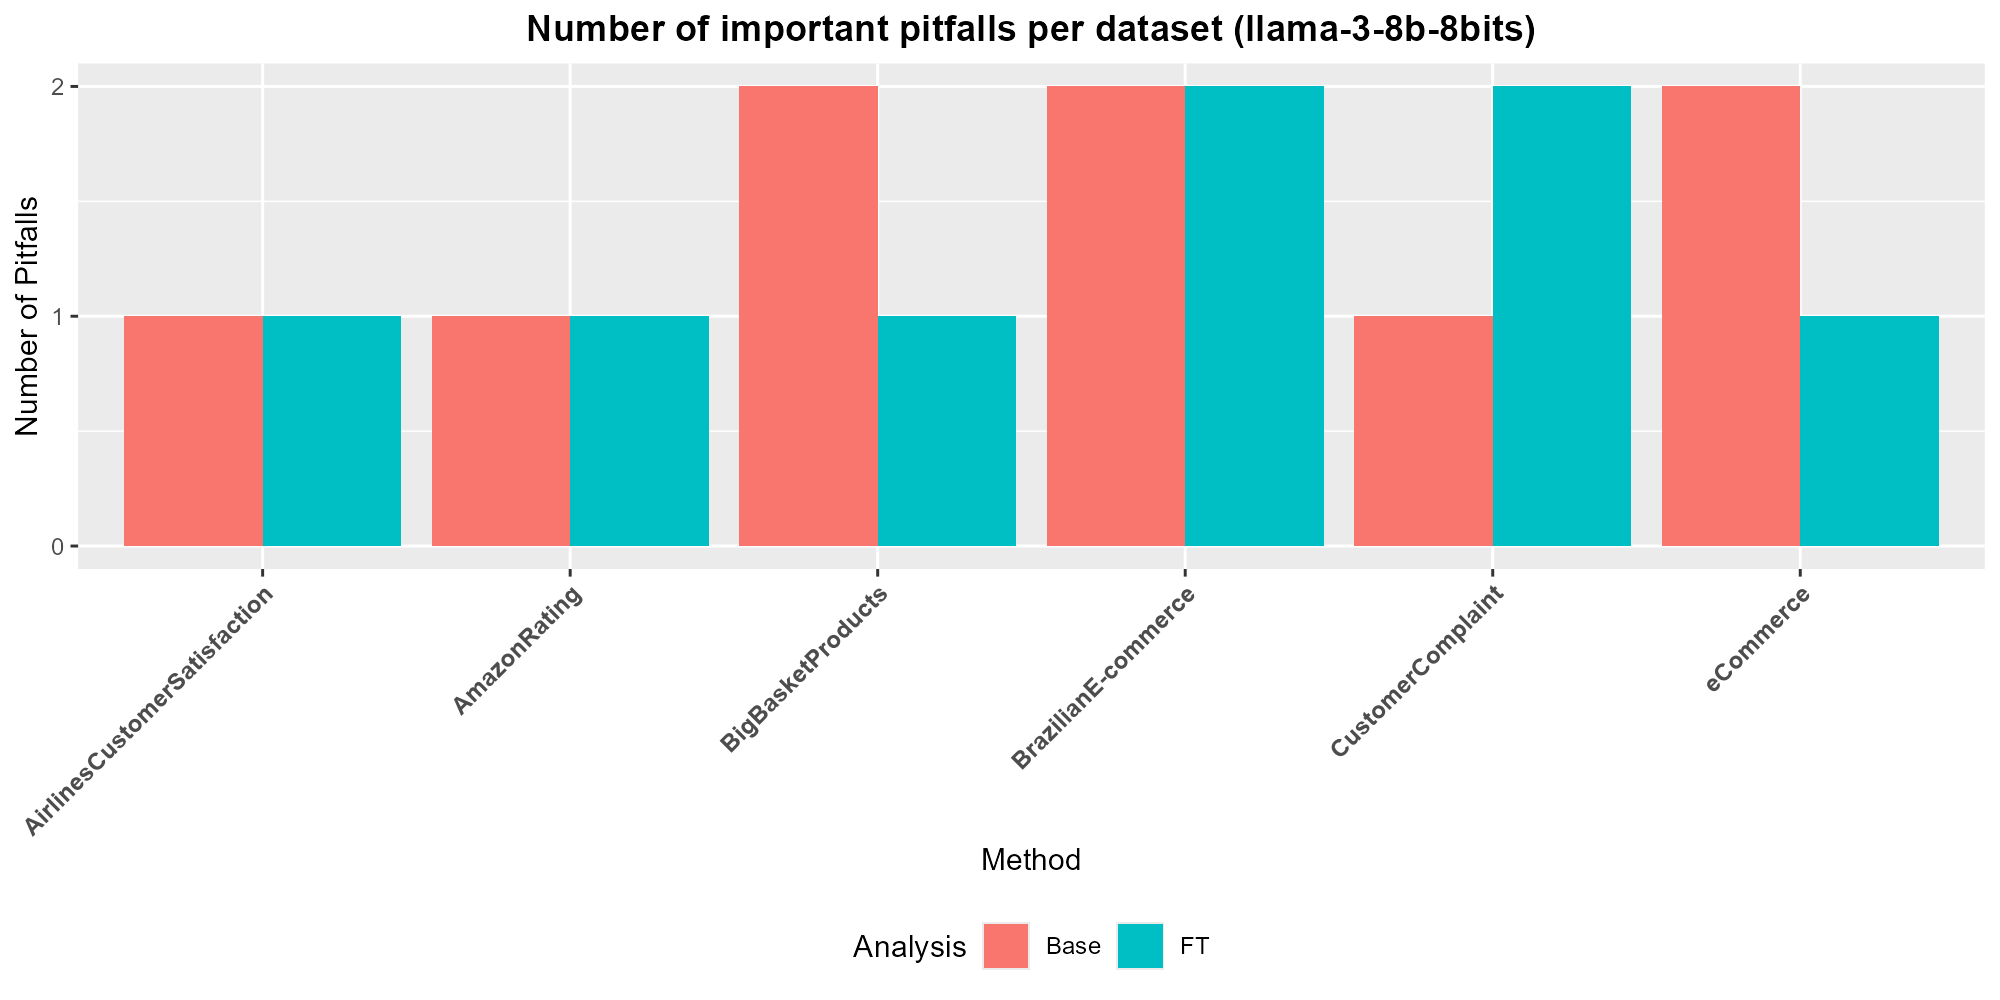 Number of important pitfalls per dataset (llama-3-8b-8bits)
Number of Pitfalls
2
1
0
AirlinesCustomerSatisfaction
AmazonRating
BigBasketProducts
BrazilianE-commerce
CustomerComplaint
eCommerce
Method
Analysis Base FT